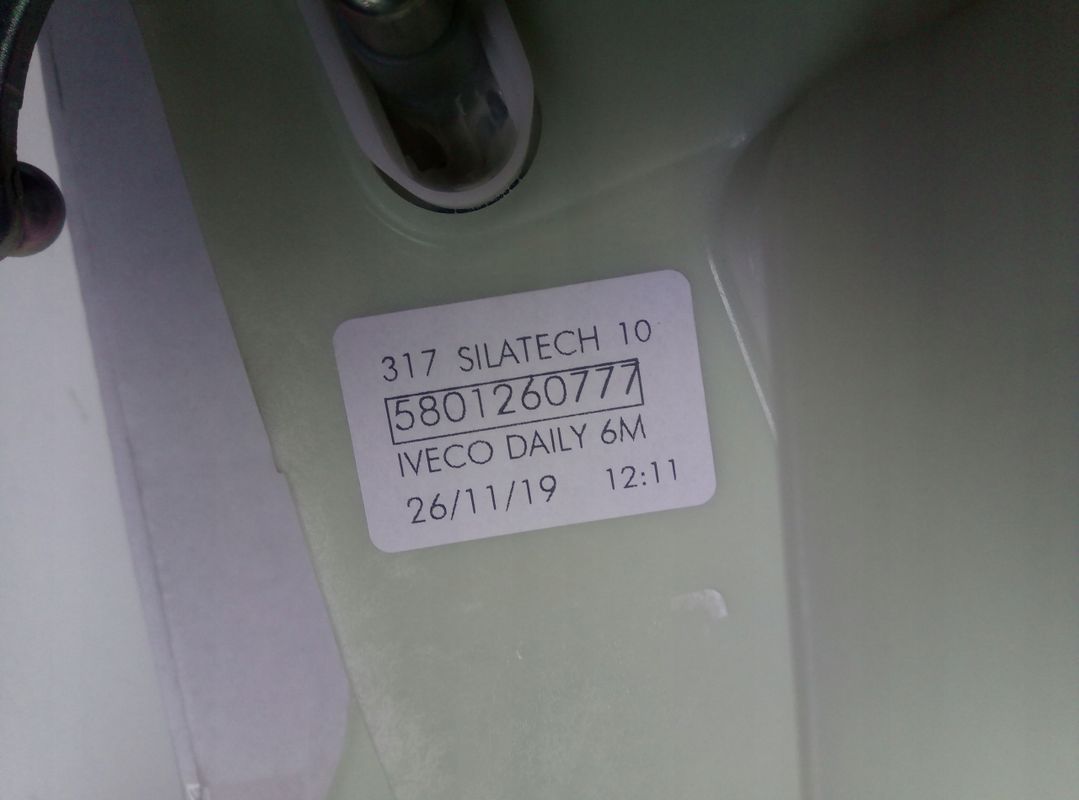 317 SILATECH 10
5801260777
IVECO DAILY 6M
26/11/19 12:11